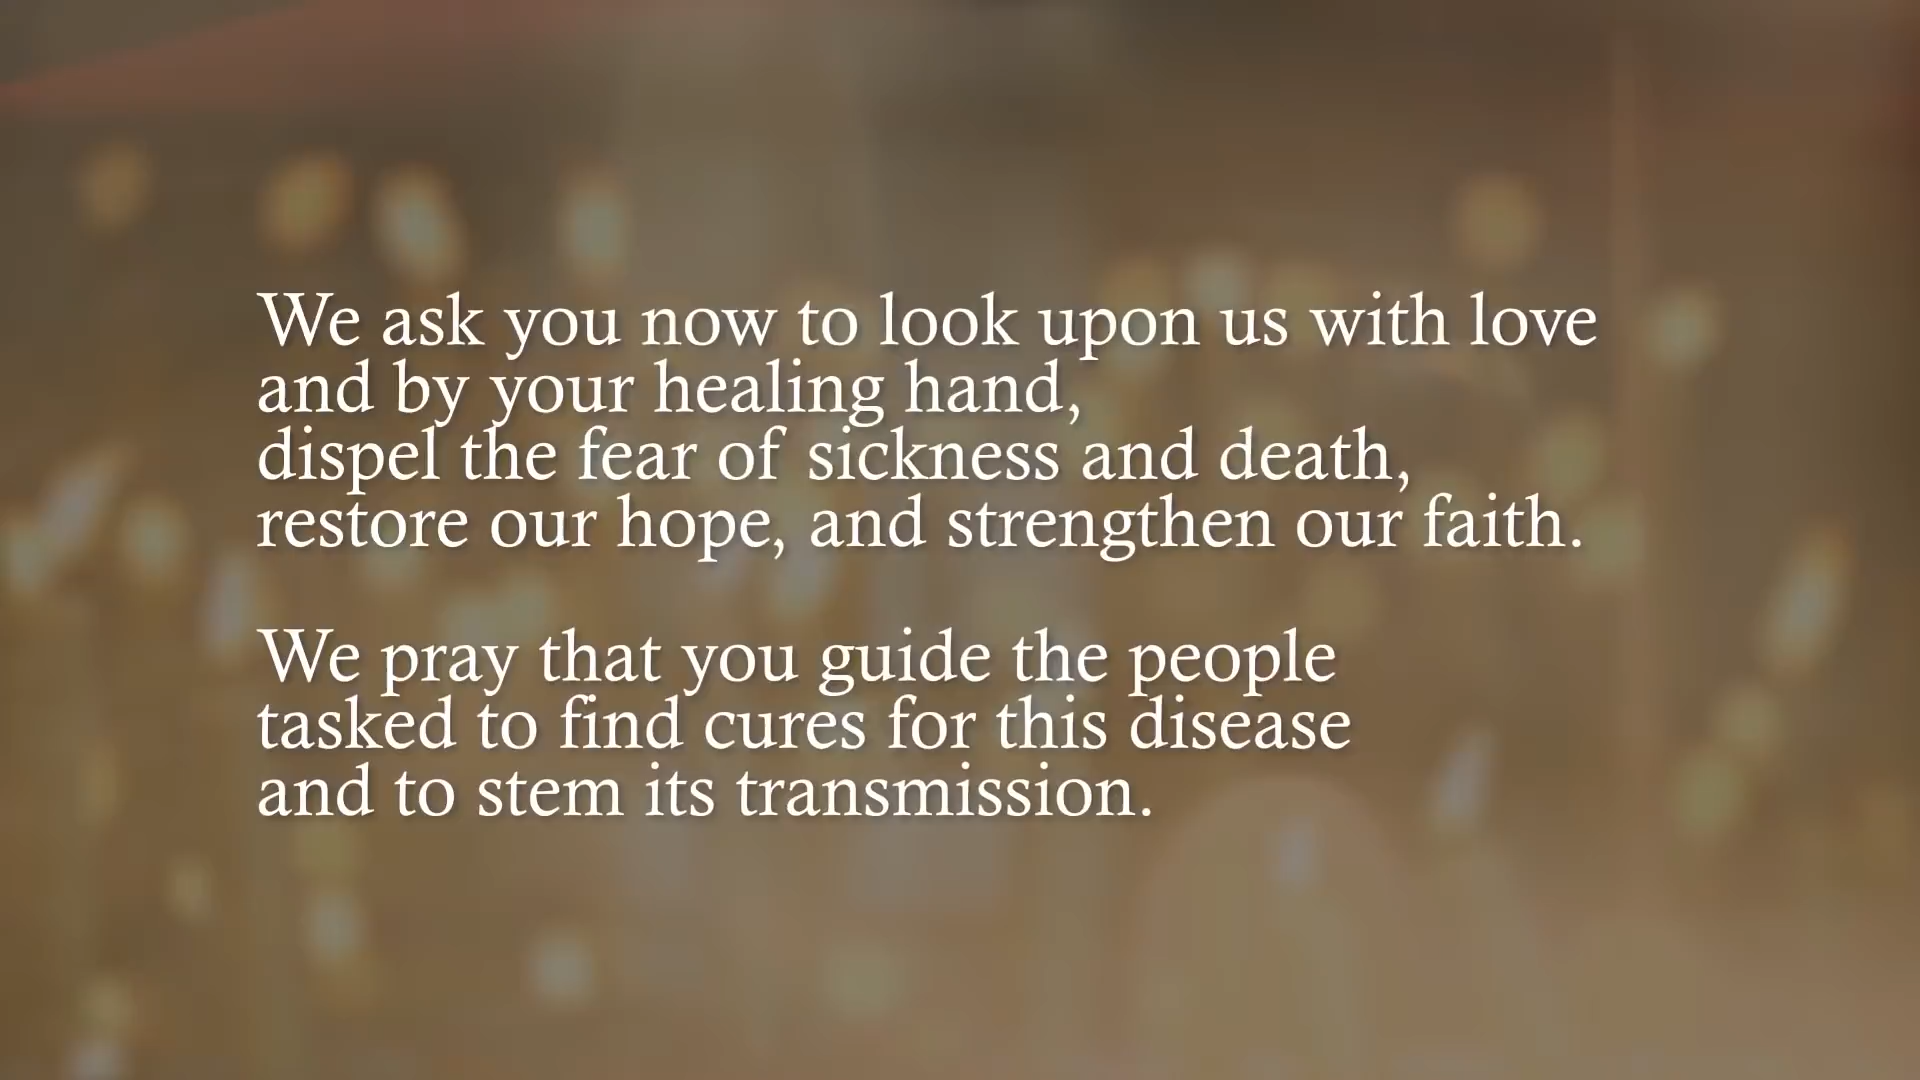 We ask you now to look upon us with love
and by your healing hand,
dispel the fear of sickness and death,
restore our hope, and strengthen our faith.
We pray that you guide the people
tasked to find cures for this disease
and to stem its transmission.